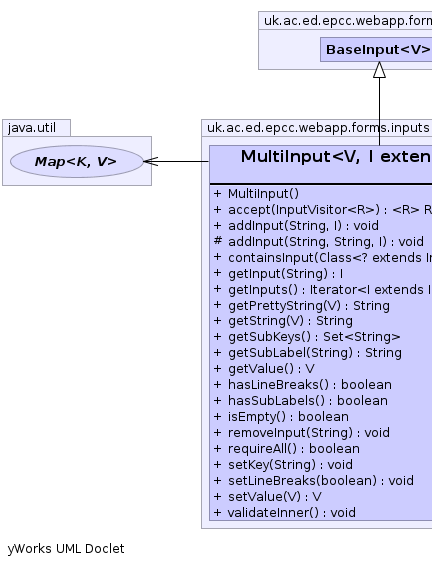 uk.ac.ed.epcc.webapp.forms
BaseInput<V>
java.util
Map<K, V>
uk.ac.ed.epcc.webapp.forms.inputs
MultiInput<V, I exten
+ MultiInput()
+ accept(InputVisitor<R>) : <R> R
+ addInput(String, I) : void
# addInput(String, String, I) : void
+ containsInput(Class<? extends In
+ getInput(String) : I
+ getInputs() : Iterator<I extends I
+ getPrettyString(V) : String
+ getString(V) : String
+ getSubKeys() : Set<String>
+ getSubLabel(String) : String
+ getValue() : V
+ hasLineBreaks() : boolean
+ hasSubLabels() : boolean
+ isEmpty() : boolean
+ removeInput(String) : void
+ requireAll() : boolean
+ setKey(String) : void
+ setLineBreaks(boolean) : void
+ setValue(V) : V
+ validateInner() : void
yWorks UML Doclet